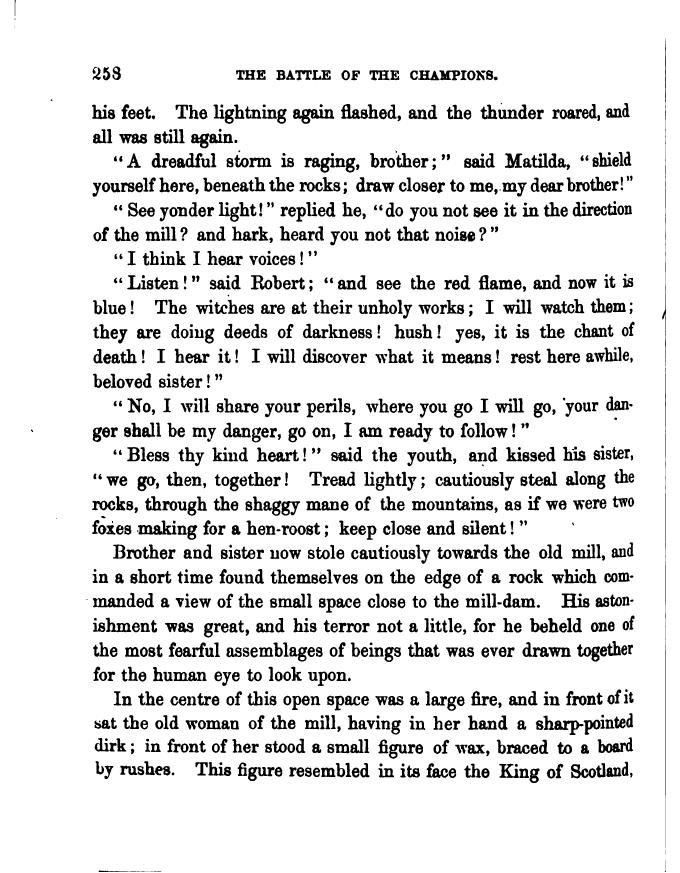 258 THE BATTLE OF THE CHAMPIONS.
his feet. The lightning again flashed, and the thunder roared, and
all was still again.
“A dreadful storm is raging, brother;” said Matilda, “shield
yourself here, beneath the rocks; draw closer to me, my dear brother!”
“See yonder light!” replied he, “do you not see it in the direction
of the mill? and hark, heard you not that noise?”
“I think I hear voices!”
“Listen!” said Robert; “and see the red flame, and now it is
blue! The witches are at their unholy works; I will watch them;
they are doing deeds of darkness! hush! yes, it is the chant of
death! I hear it! I will discover what it means! rest here awhile,
beloved sister!”
“No, I will share your perils, where you go I will go, your dan-
ger shall be my danger, go on, I am ready to follow!”
“Bless thy kind heart!” said the youth, and kissed his sister,
“we go, then, together! Tread lightly; cautiously steal along the
rocks, through the shaggy mane of the mountains, as if we were two
foxes making for a hen-roost; keep close and silent!”
Brother and sister now stole cautiously towards the old mill, and
in a short time found themselves on the edge of a rock which com-
manded a view of the small space close to the mill-dam. His aston-
ishment was great, and his terror not a little, for he beheld one of
the most fearful assemblages of beings that was ever drawn together
for the human eye to look upon.
In the centre of this open space was a large fire, and in front of it
sat the old woman of the mill, having in her hand a sharp-pointed
dirk; in front of her stood a small figure of wax, braced to a board
by rushes. This figure resembled in its face the King of Scotland,